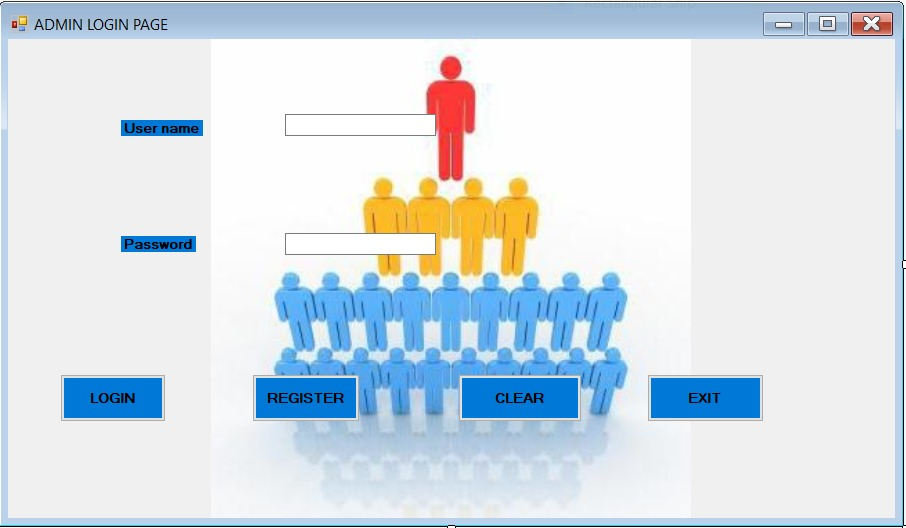 ADMIN LOGIN PAGE
User name
Password
LOGIN REGISTER CLEAR EXIT